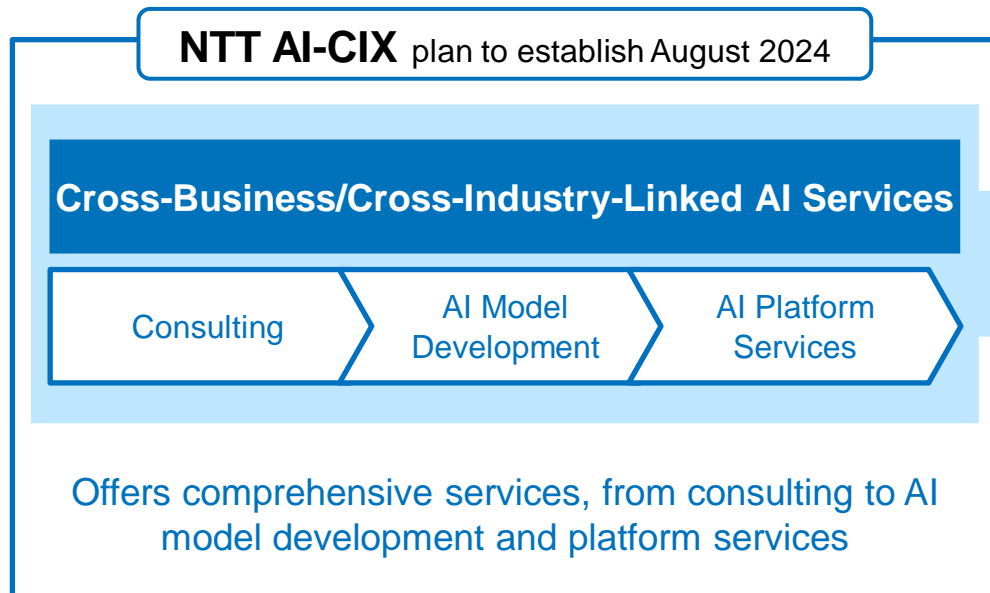 NTT AI-CIX plan to establish August 2024
Cross-Business/Cross-Industry-Linked AI Services
Consulting
AI Model
Development
AI Platform
Services
Offers comprehensive services, from consulting to AI
model development and platform services